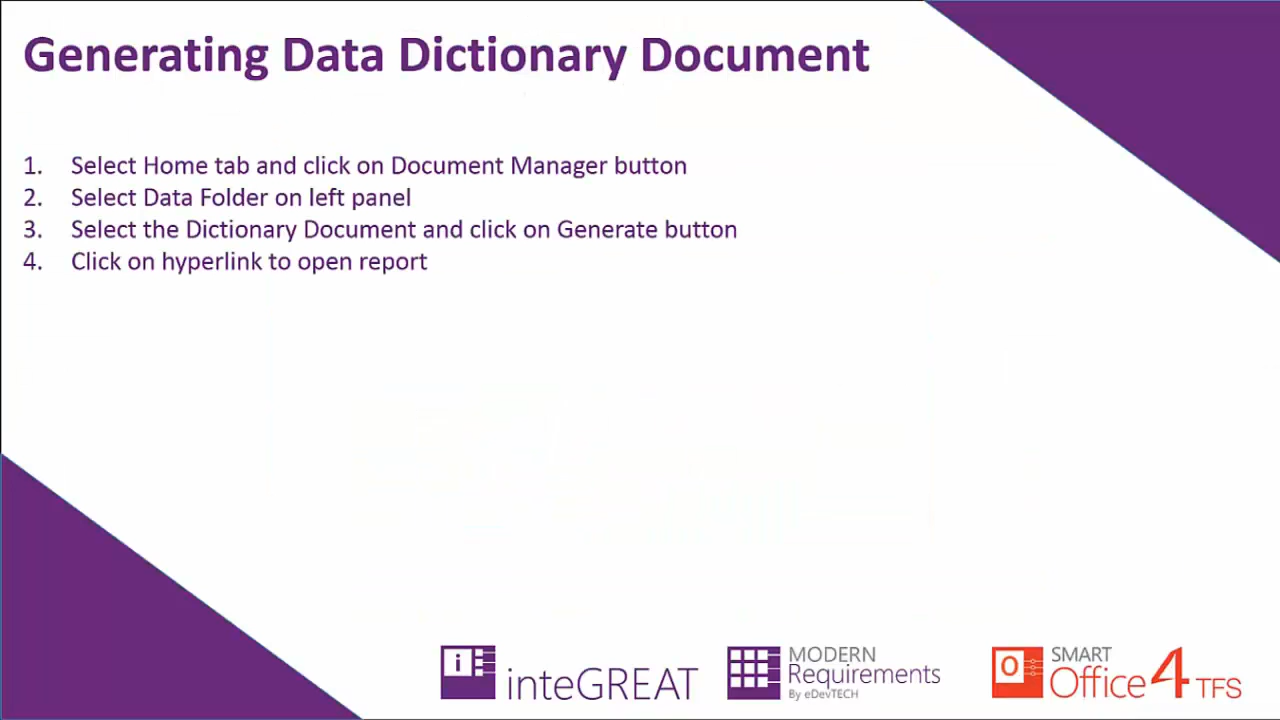 Generating Data Dictionary Document
1. Select Home tab and click on Document Manager button
2. Select Data Folder on left panel
3. Select the Dictionary Document and click on Generate button
4. Click on hyperlink to open report
i
inteGREAT
MODERN
Requirements
By eDevTECH
O
SMART
Office4 TFS